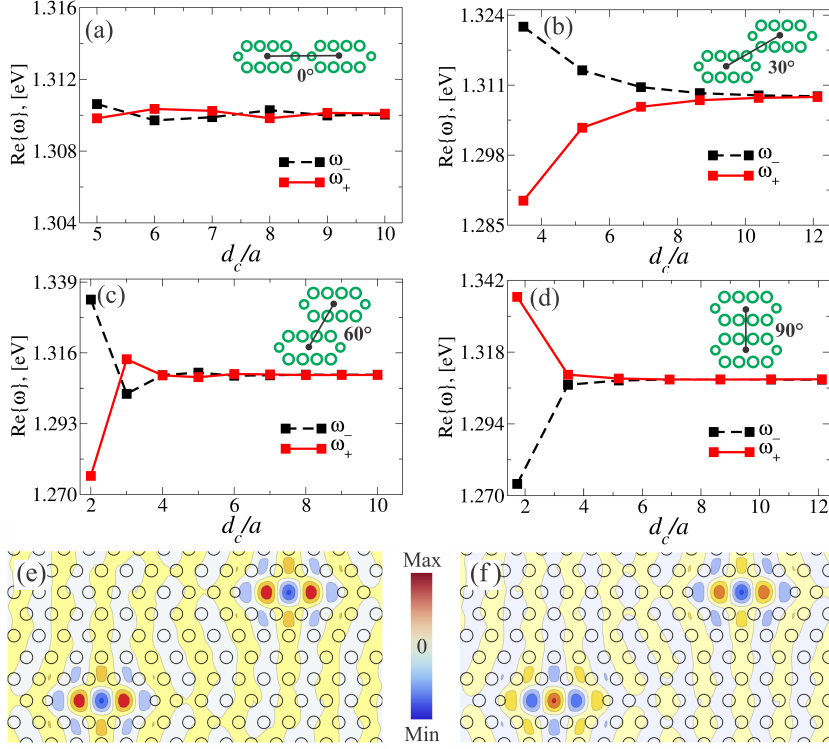 (a)
1.316
1.310
1.304
Re{ω}, [eV]
0°
ω₋
ω₊
5 6 7 8 9 10
d_c/a
(b)
1.324
1.311
1.298
1.285
Re{ω}, [eV]
30°
ω₋
ω₊
4 6 8 10 12
d_c/a
(c)
1.339
1.316
1.293
1.270
Re{ω}, [eV]
60°
ω₋
ω₊
2 4 6 8 10
d_c/a
(d)
1.342
1.318
1.294
1.270
Re{ω}, [eV]
90°
ω₋
ω₊
2 4 6 8 10 12
d_c/a
(e)
Max
0
Min
(f)